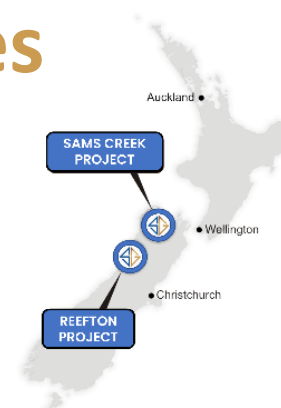 es
Auckland
SAMS CREEK
PROJECT
Wellington
Christchurch
REEFTON
PROJECT